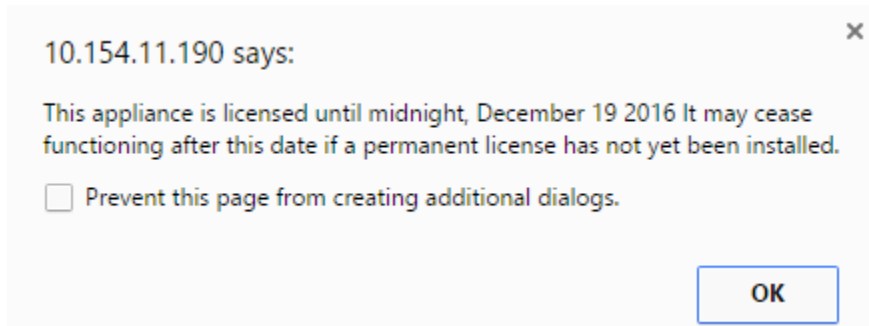 10.154.11.190 says:
This appliance is licensed until midnight, December 19 2016 It may cease
functioning after this date if a permanent license has not yet been installed.
Prevent this page from creating additional dialogs.
OK